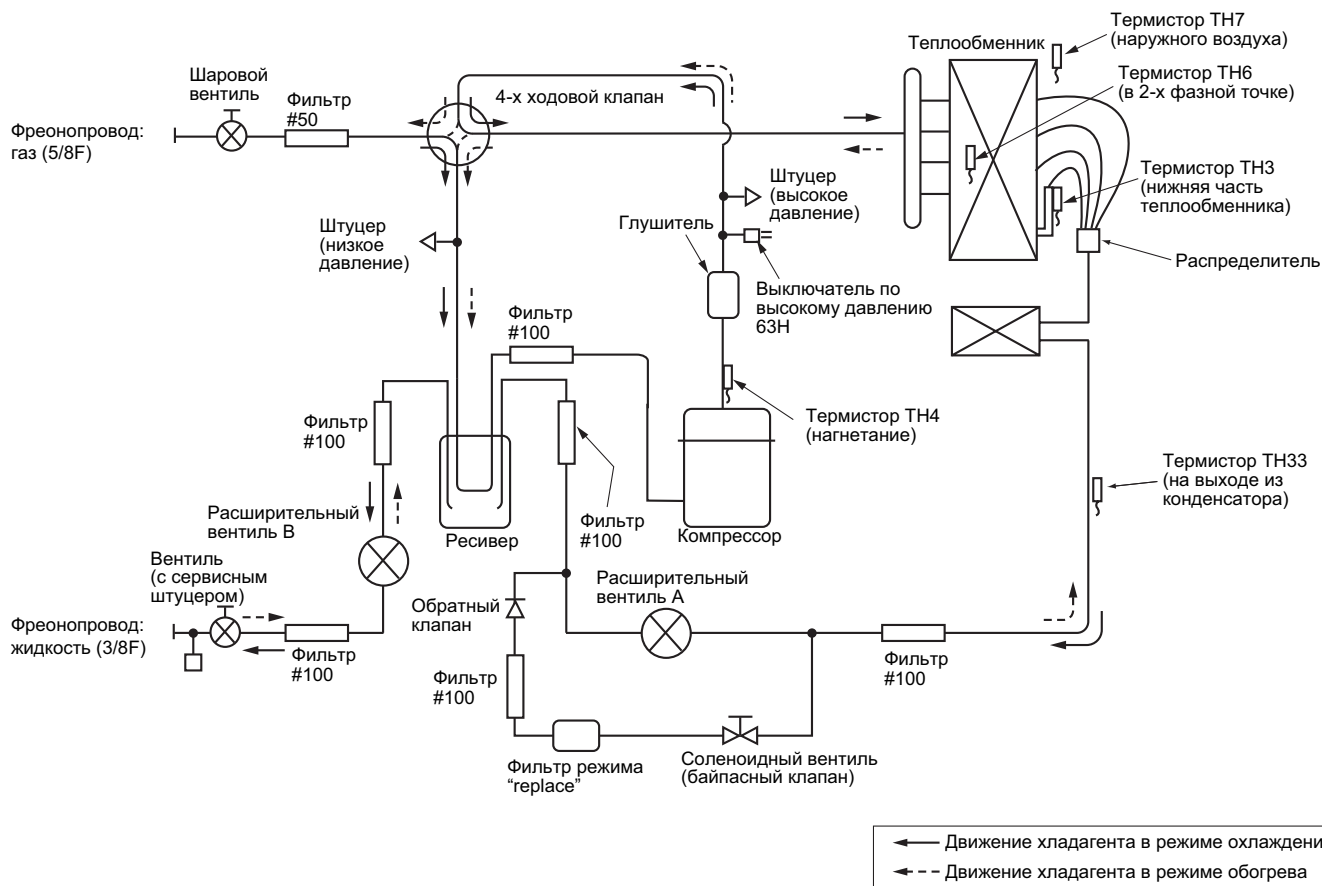 Термистор TH7
(наружного воздуха)
Теплообменник
Термистор TH6
(в 2-х фазной точке)
Шаровой
вентиль
Фильтр
#50
4-х ходовой клапан
Фреонопровод:
газ (5/8F)
Термистор TH3
(нижняя часть
теплообменника)
Штуцер
(высокое
давление)
Штуцер
(низкое
давление)
Глушитель
Распределитель
Выключатель по
высокому давлению
63H
Фильтр
#100
Фильтр
#100
Термистор TH4
(нагнетание)
Термистор TH33
(на выходе из
конденсатора)
Расширительный
вентиль B
Ресивер
Фильтр
#100
Компрессор
Вентиль
(с сервисным
штуцером)
Расширительный
вентиль A
Обратный
клапан
Фреонопровод:
жидкость (3/8F)
Фильтр
#100
Фильтр
#100
Фильтр
#100
Фильтр режима
“replace”
Соленоидный вентиль
(байпасный клапан)
Движение хладагента в режиме охлаждени
Движение хладагента в режиме обогрева